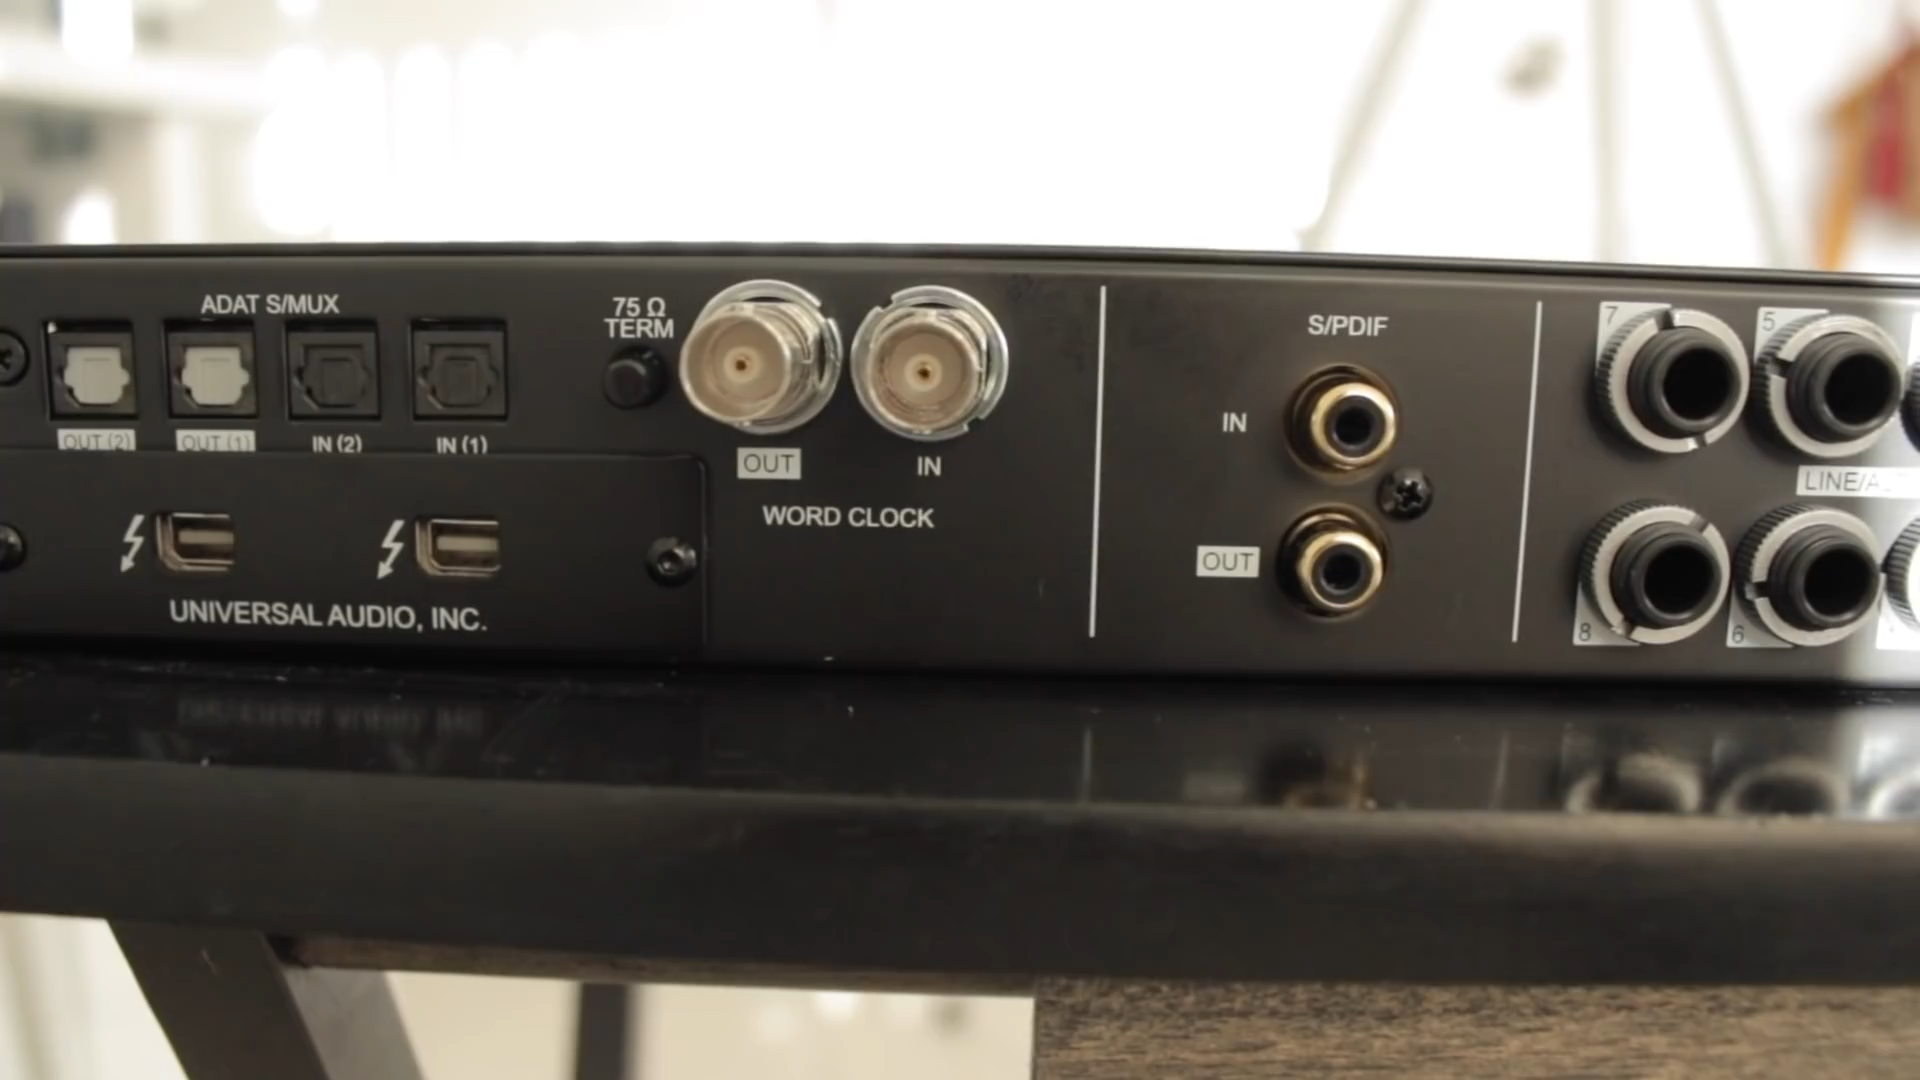 ADAT S/MUX
OUT (2)
OUT (1)
IN (2)
IN (1)
UNIVERSAL AUDIO, INC.
75 Ω
TERM
OUT
IN
WORD CLOCK
S/PDIF
IN
OUT
7
5
8
6